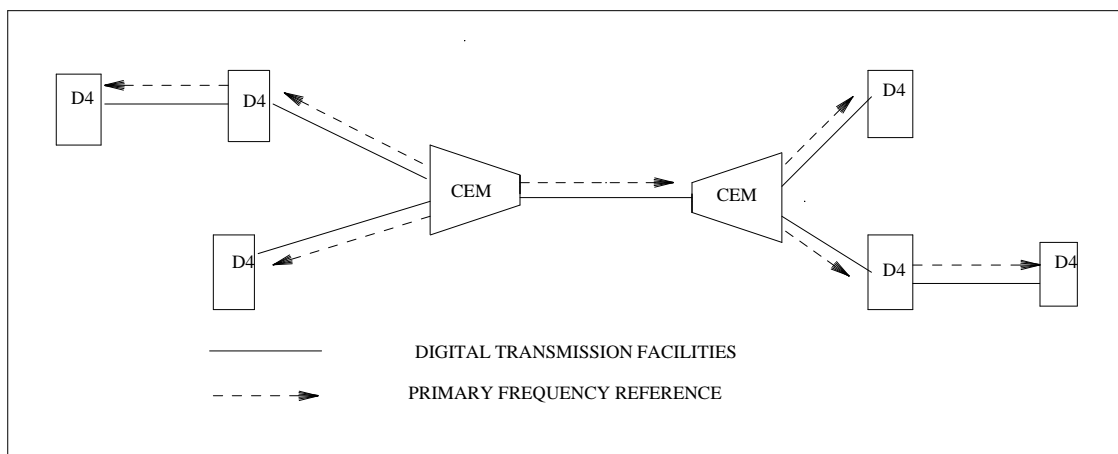 D4
D4
D4
CEM
CEM
D4
D4
D4
DIGITAL TRANSMISSION FACILITIES
PRIMARY FREQUENCY REFERENCE